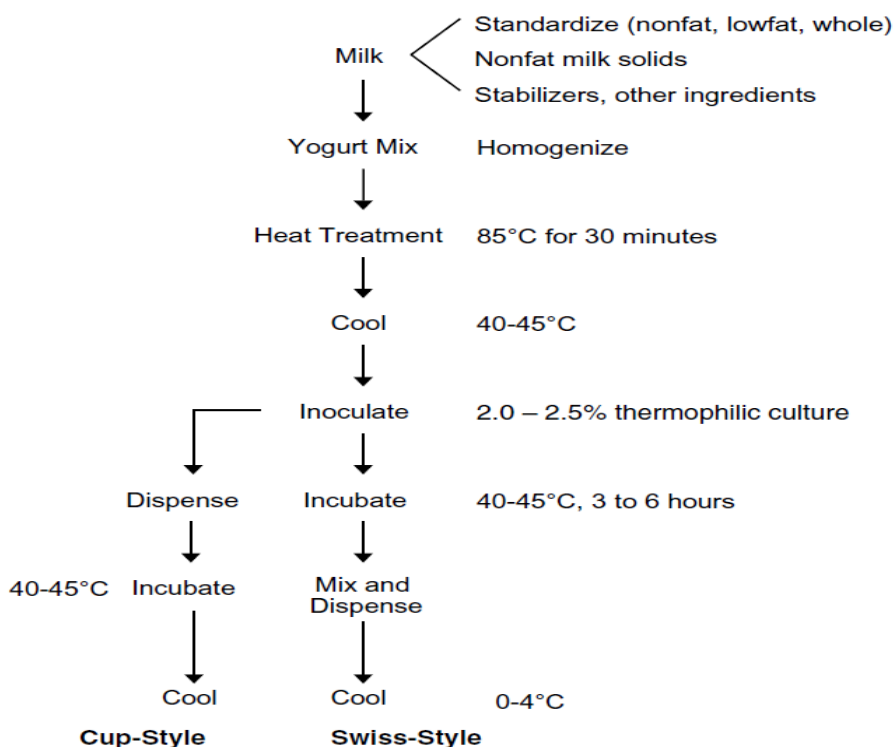 Standardize (nonfat, lowfat, whole)
Milk
Nonfat milk solids
Stabilizers, other ingredients
Yogurt Mix Homogenize
Heat Treatment 85°C for 30 minutes
Cool 40-45°C
Inoculate 2.0 – 2.5% thermophilic culture
Dispense Incubate 40-45°C, 3 to 6 hours
40-45°C Incubate Mix and
Dispense
Cool Cool 0-4°C
Cup-Style Swiss-Style